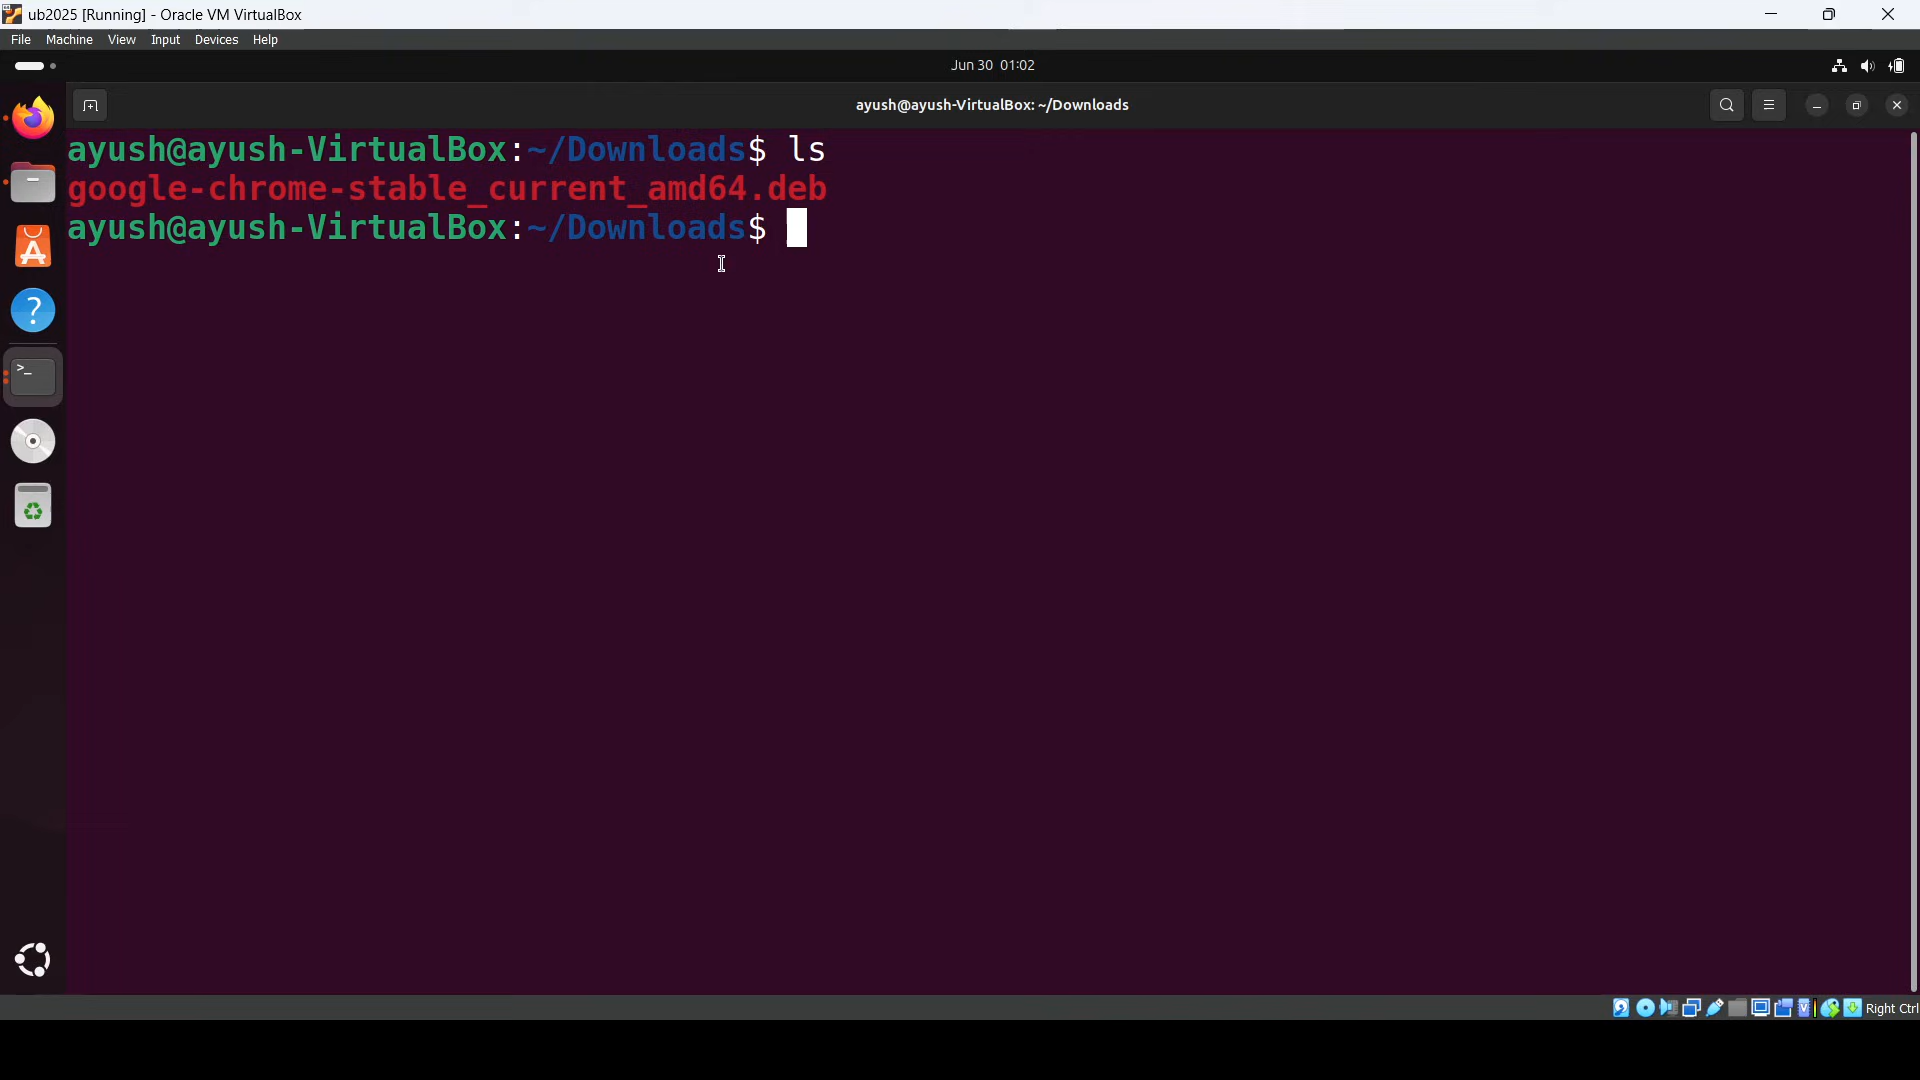 ub2025 [Running] - Oracle VM VirtualBox
File Machine View Input Devices Help
Jun 30 01:02
ayush@ayush-VirtualBox: ~/Downloads
ayush@ayush-VirtualBox:~/Downloads$ ls
google-chrome-stable_current_amd64.deb
ayush@ayush-VirtualBox:~/Downloads$
Right Ctrl